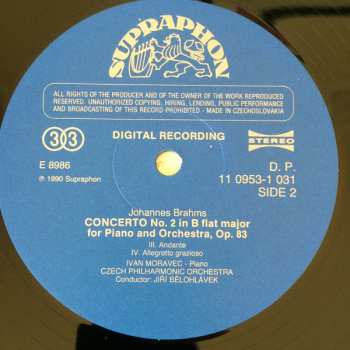 SUPRAPHON
ALL RIGHTS OF THE PRODUCER AND OF THE OWNER OF THE WORK REPRODUCED
RESERVED. UNAUTHORIZED COPYING, HIRING, LENDING, PUBLIC PERFORMANCE
AND BROADCASTING OF THIS RECORD PROHIBITED - MADE IN CZECHOSLOVAKIA
33 DIGITAL RECORDING STEREO
E 8986 D. P.
℗ 1990 Supraphon 11 0953-1 031
SIDE 2
Johannes Brahms
CONCERTO No. 2 in B flat major
for Piano and Orchestra, Op. 83
III. Andante
IV. Allegretto grazioso
IVAN MORAVEC - Piano
CZECH PHILHARMONIC ORCHESTRA
Conductor: JIŘÍ BĚLOHLÁVEK